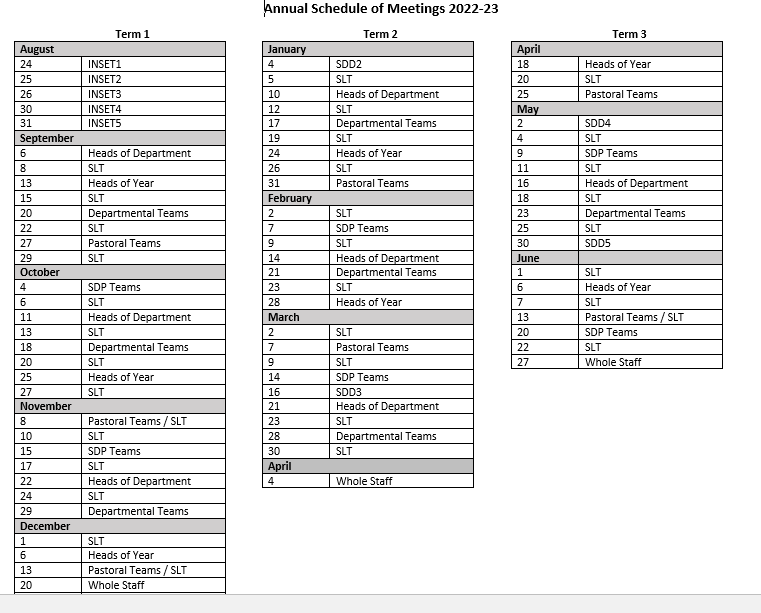 Annual Schedule of Meetings 2022-23
Term 1
August
24 INSET1
25 INSET2
26 INSET3
30 INSET4
31 INSET5
September
6 Heads of Department
8 SLT
13 Heads of Year
15 SLT
20 Departmental Teams
22 SLT
27 Pastoral Teams
29 SLT
October
4 SDP Teams
6 SLT
11 Heads of Department
13 SLT
18 Departmental Teams
20 SLT
25 Heads of Year
27 SLT
November
8 Pastoral Teams / SLT
10 SLT
15 SDP Teams
17 SLT
22 Heads of Department
24 SLT
29 Departmental Teams
December
1 SLT
6 Heads of Year
13 Pastoral Teams / SLT
20 Whole Staff
Term 2
January
4 SDD2
5 SLT
10 Heads of Department
12 SLT
17 Departmental Teams
19 SLT
24 Heads of Year
26 SLT
31 Pastoral Teams
February
2 SLT
7 SDP Teams
9 SLT
14 Heads of Department
21 Departmental Teams
23 SLT
28 Heads of Year
March
2 SLT
7 Pastoral Teams
9 SLT
14 SDP Teams
16 SDD3
21 Heads of Department
23 SLT
28 Departmental Teams
30 SLT
April
4 Whole Staff
Term 3
April
18 Heads of Year
20 SLT
25 Pastoral Teams
May
2 SDD4
4 SLT
9 SDP Teams
11 SLT
16 Heads of Department
18 SLT
23 Departmental Teams
25 SLT
30 SDD5
June
1 SLT
6 Heads of Year
7 SLT
13 Pastoral Teams / SLT
20 SDP Teams
22 SLT
27 Whole Staff